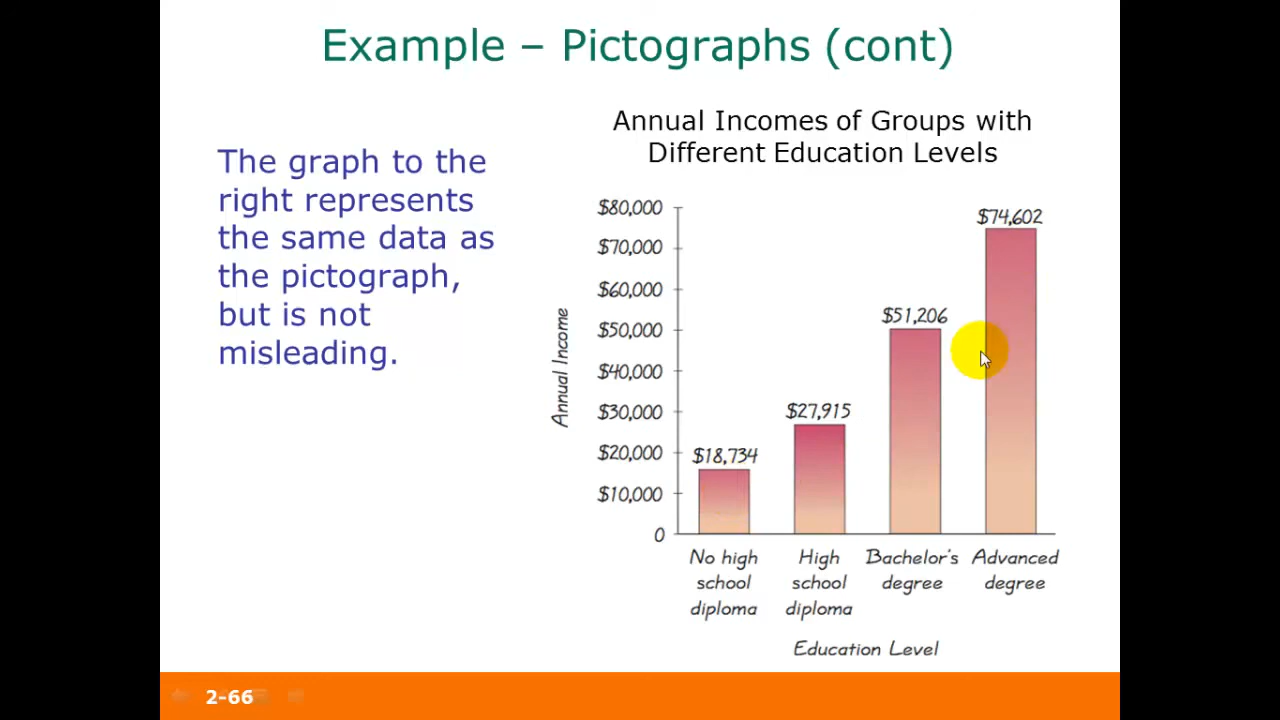 Example – Pictographs (cont)
The graph to the
right represents
the same data as
the pictograph,
but is not
misleading.
Annual Incomes of Groups with
Different Education Levels
$80,000
$70,000
$60,000
$50,000
$40,000
$30,000
$20,000
$10,000
0
Annual Income
$18,734
$27,915
$51,206
$74,602
No high
school
diploma
High
school
diploma
Bachelor's
degree
Advanced
degree
Education Level
2-66